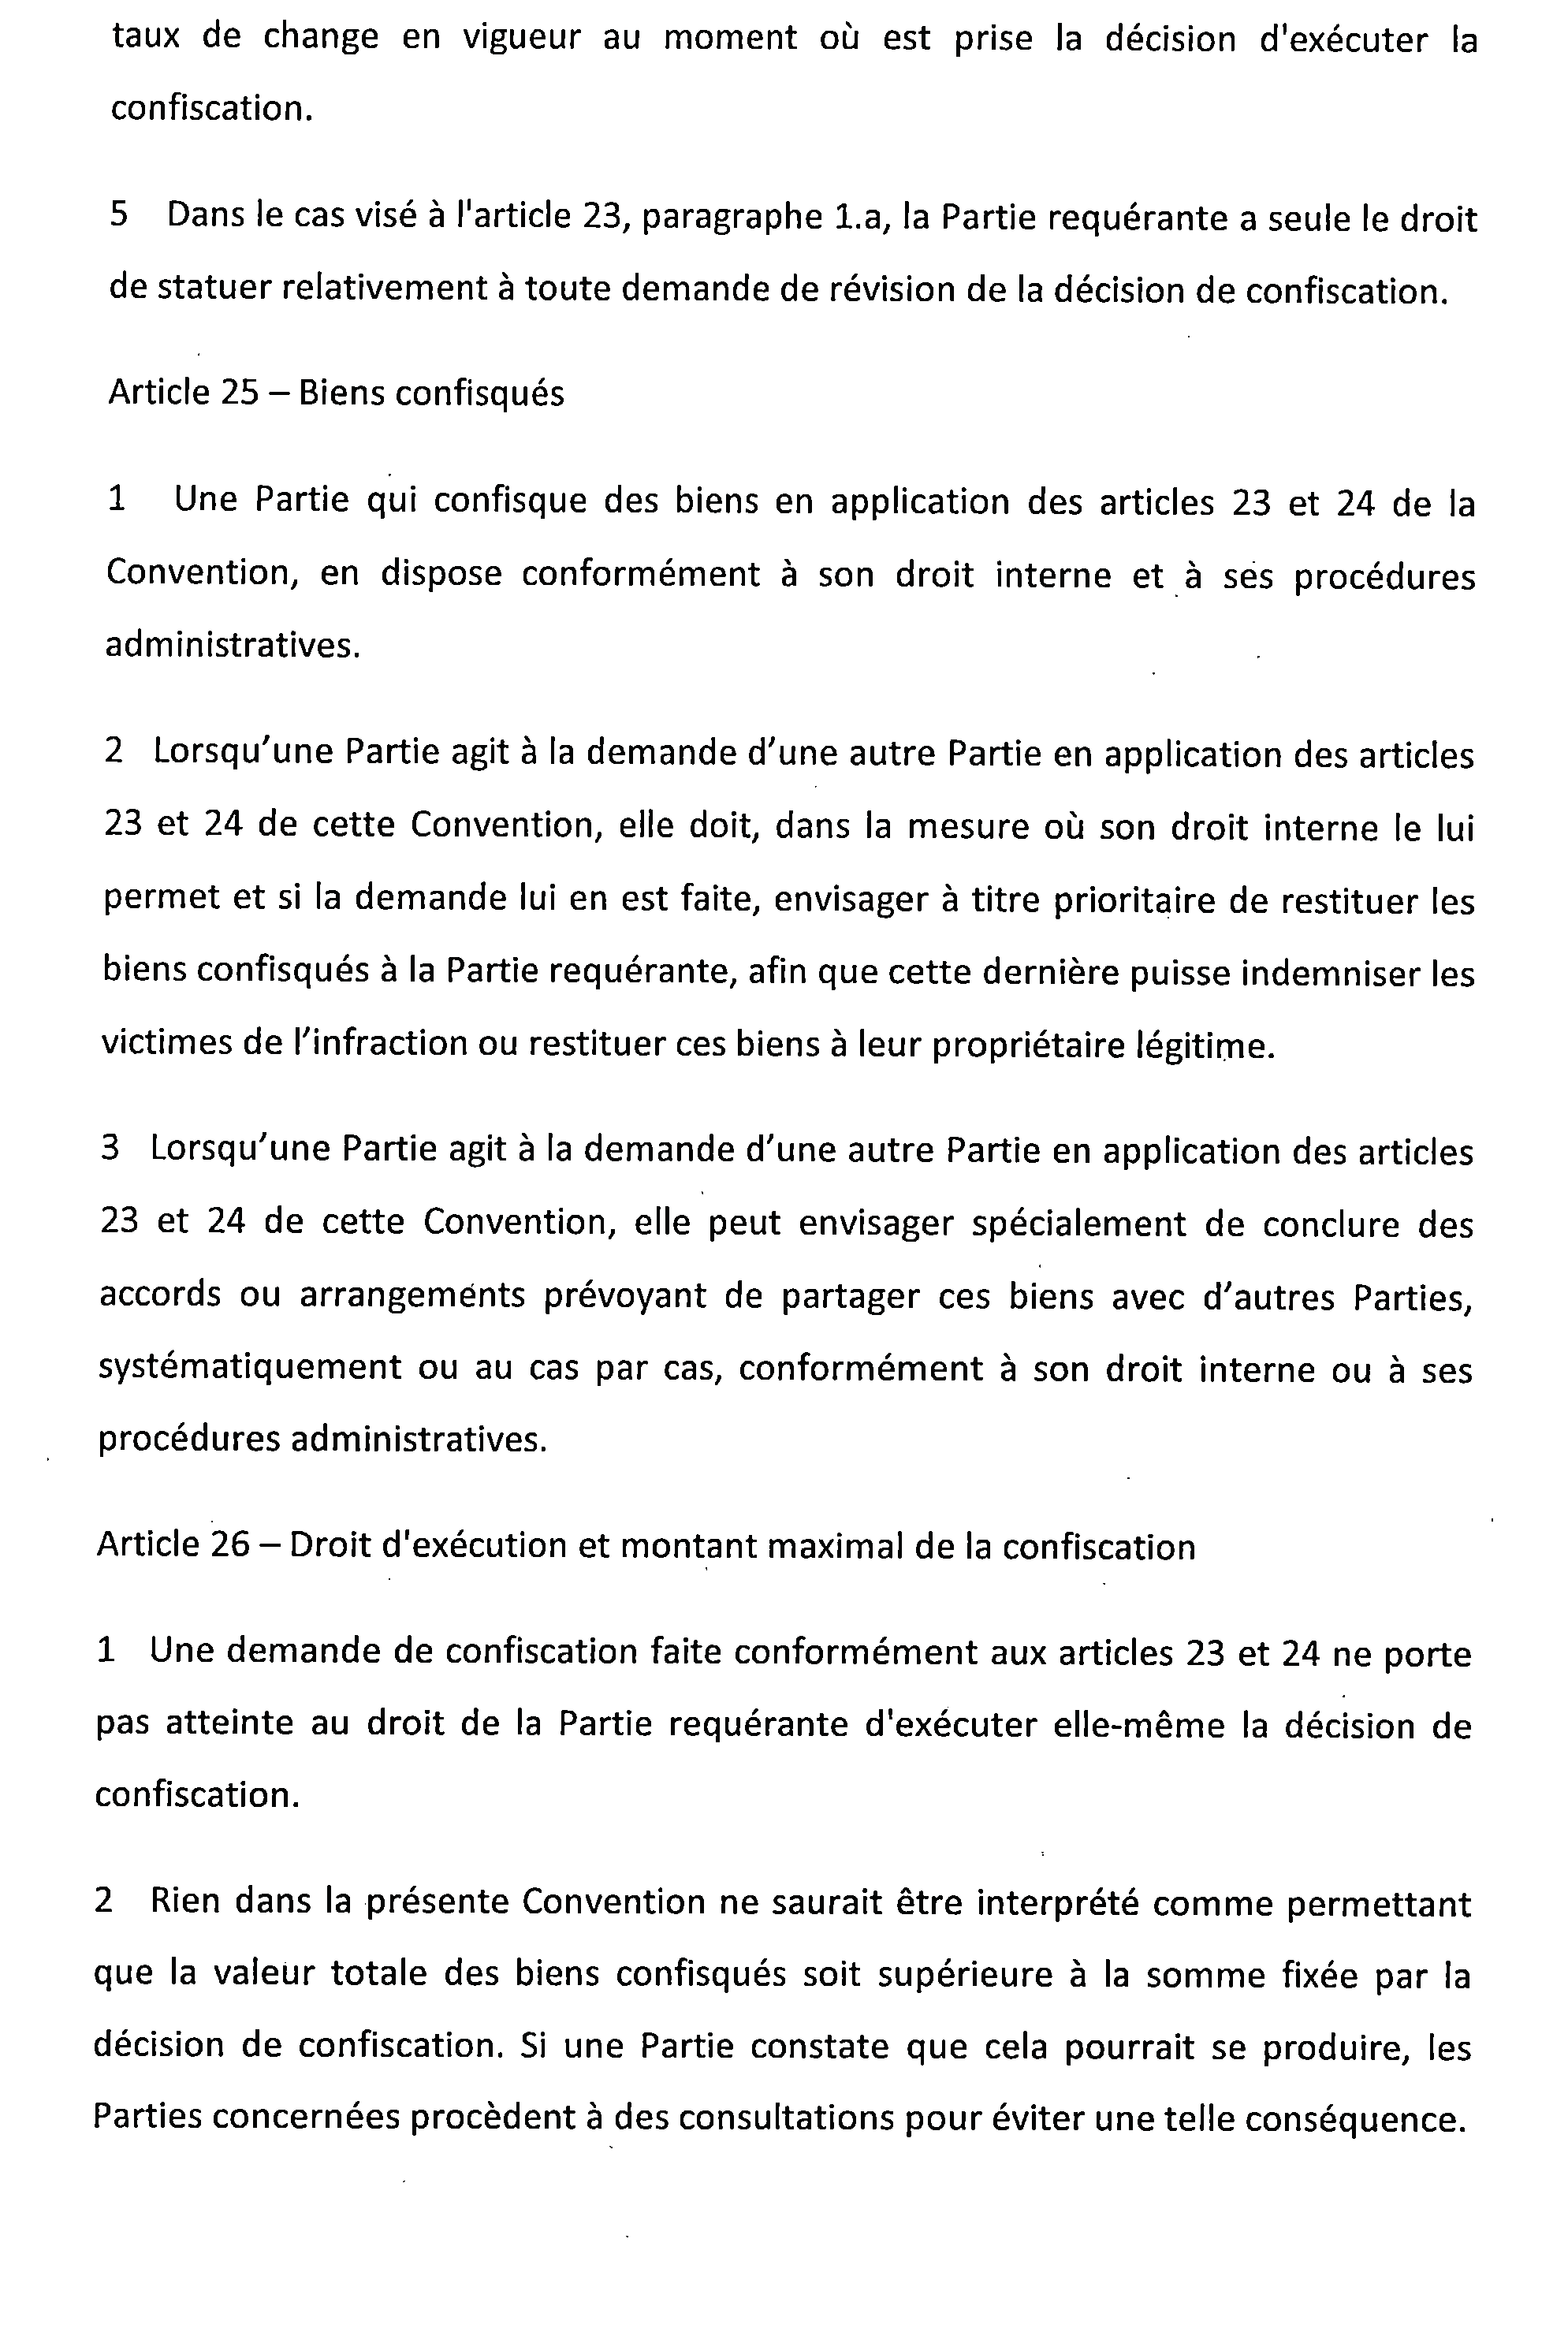 taux de change en vigueur au moment où est prise la décision d'exécuter la
confiscation.
5 Dans le cas visé à l'article 23, paragraphe 1.a, la Partie requérante a seule le droit
de statuer relativement à toute demande de révision de la décision de confiscation.
Article 25 – Biens confisqués
1 Une Partie qui confisque des biens en application des articles 23 et 24 de la
Convention, en dispose conformément à son droit interne et à ses procédures
administratives.
2 Lorsqu’une Partie agit à la demande d’une autre Partie en application des articles
23 et 24 de cette Convention, elle doit, dans la mesure où son droit interne le lui
permet et si la demande lui en est faite, envisager à titre prioritaire de restituer les
biens confisqués à la Partie requérante, afin que cette dernière puisse indemniser les
victimes de l’infraction ou restituer ces biens à leur propriétaire légitime.
3 Lorsqu’une Partie agit à la demande d’une autre Partie en application des articles
23 et 24 de cette Convention, elle peut envisager spécialement de conclure des
accords ou arrangements prévoyant de partager ces biens avec d’autres Parties,
systématiquement ou au cas par cas, conformément à son droit interne ou à ses
procédures administratives.
Article 26 – Droit d'exécution et montant maximal de la confiscation
1 Une demande de confiscation faite conformément aux articles 23 et 24 ne porte
pas atteinte au droit de la Partie requérante d'exécuter elle-même la décision de
confiscation.
2 Rien dans la présente Convention ne saurait être interprété comme permettant
que la valeur totale des biens confisqués soit supérieure à la somme fixée par la
décision de confiscation. Si une Partie constate que cela pourrait se produire, les
Parties concernées procèdent à des consultations pour éviter une telle conséquence.